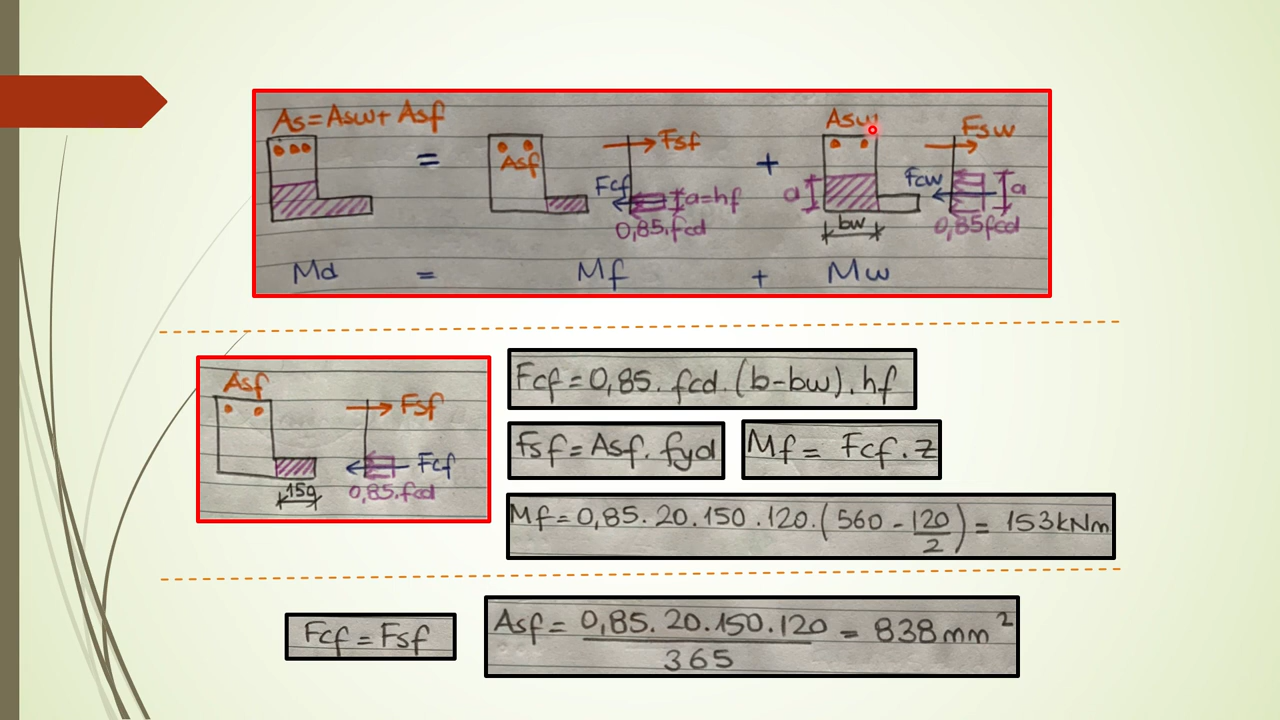 As=Asw+ Asf
=
Asf
Fsf
Fcf
a=hf
0,85.fcd
+
Asw
a
bw
Fsw
Fcw
a
0,85fcd
Md = Mf + Mw
Asf
Fsf
Fcf
150
0,85.fcd
Fcf=0,85. fcd. (b-bw). hf
Fsf=Asf. fyd
Mf= Fcf.z
Mf=0,85.20.150.120.(560-120/2)= 153kNm
Fcf=Fsf
Asf= 0,85.20.150.120/365 = 838mm²